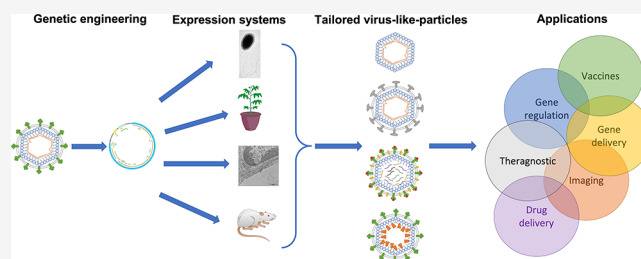 Genetic engineering
Expression systems
Tailored virus-like-particles
Applications
Vaccines
Gene
regulation
Gene
delivery
Theragnostic
Imaging
Drug
delivery